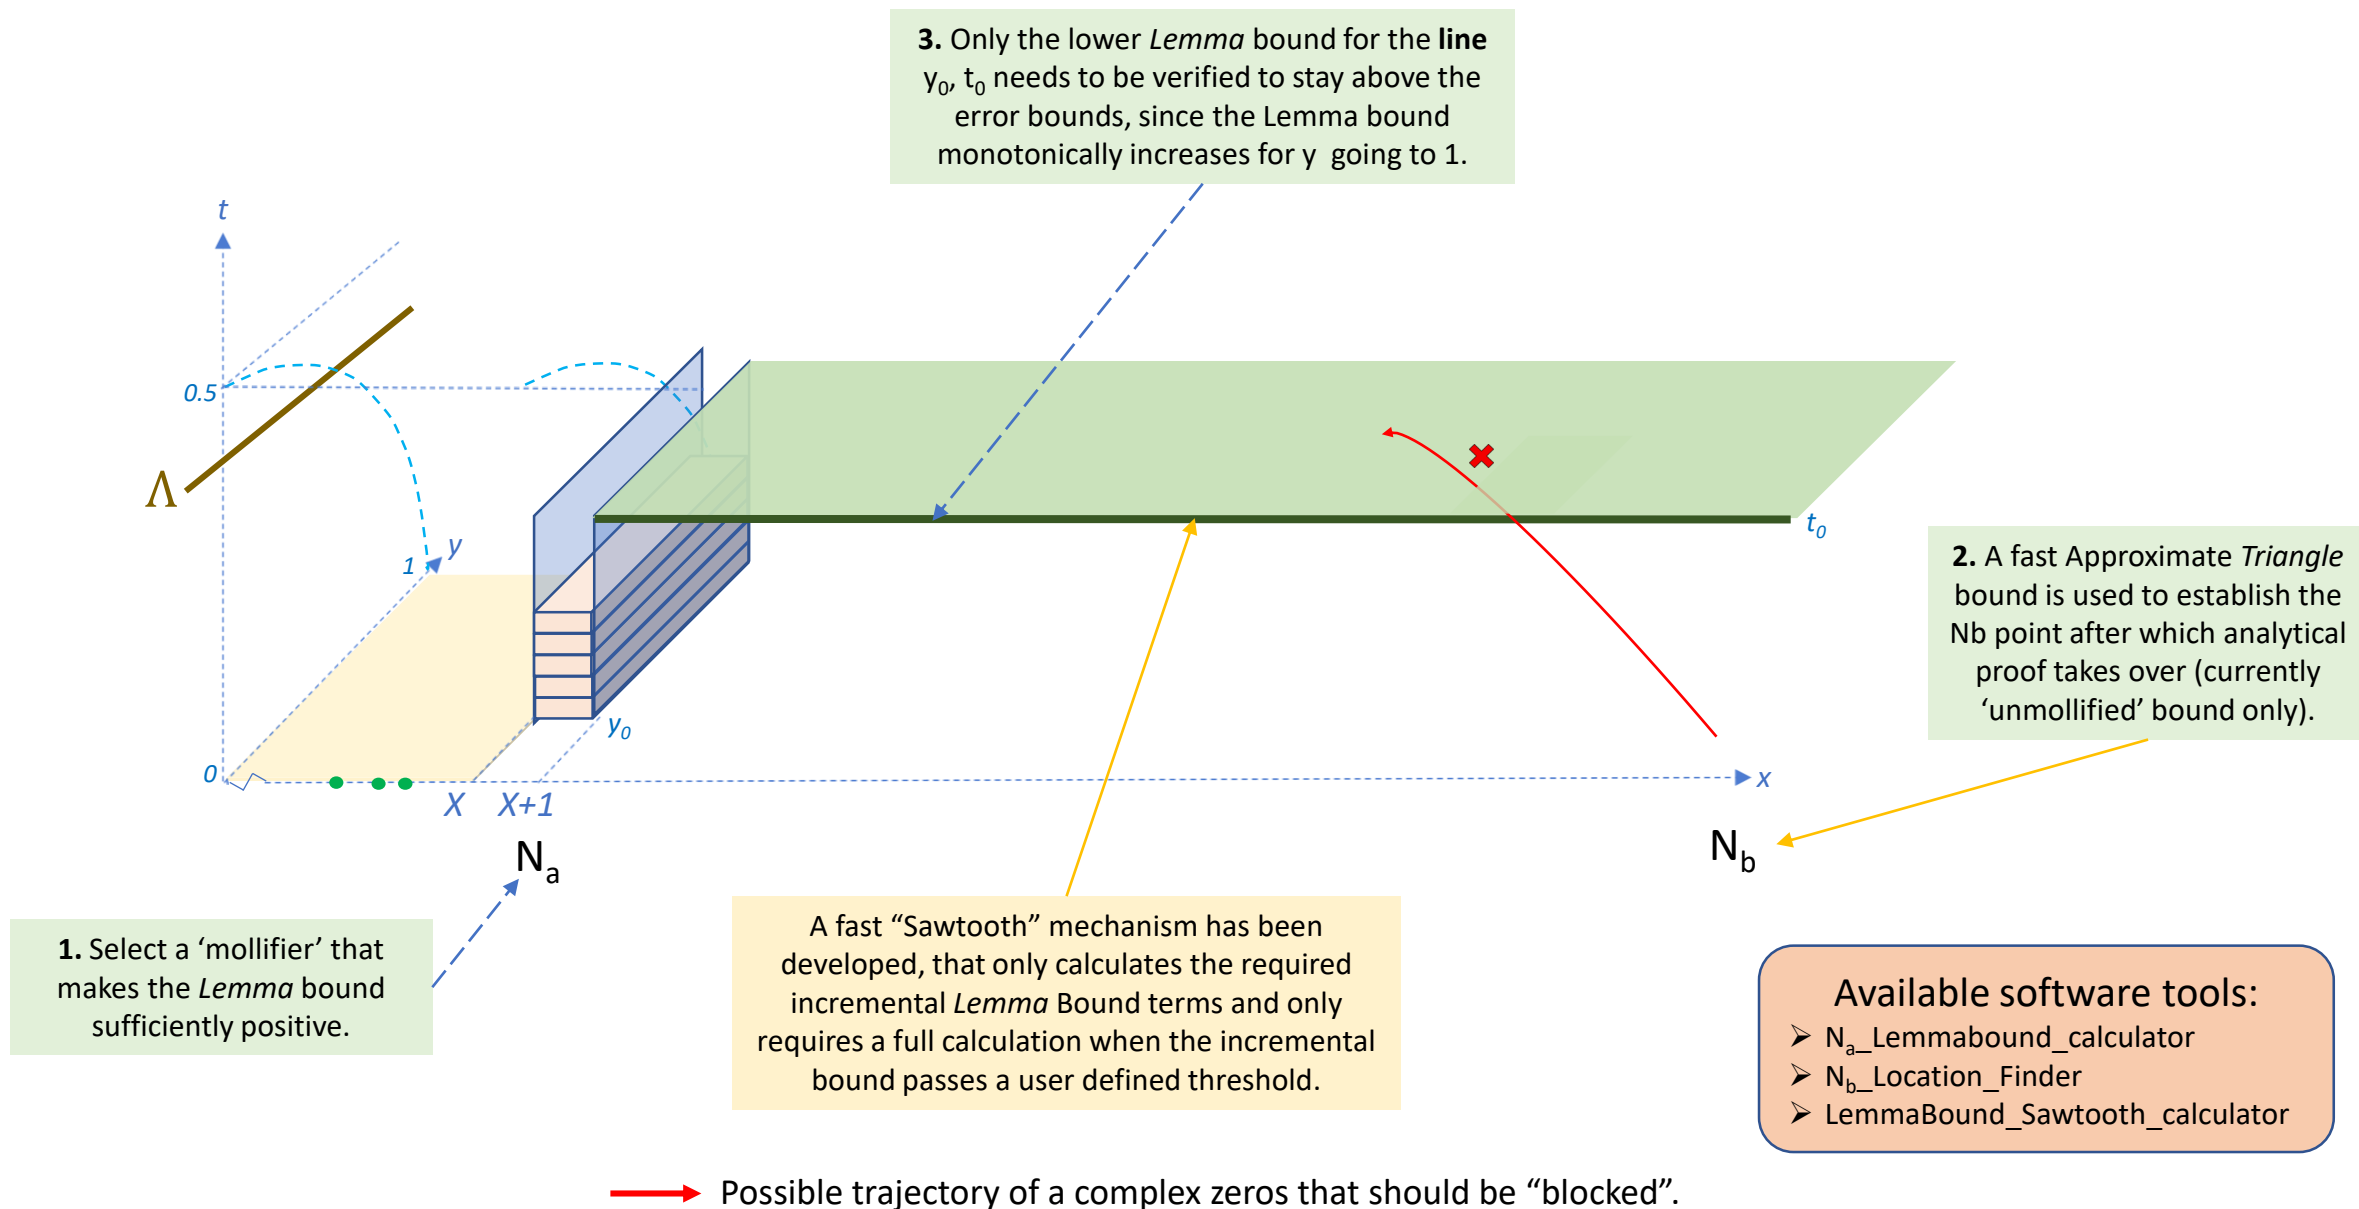 3. Only the lower Lemma bound for the line
y0, t0 needs to be verified to stay above the
error bounds, since the Lemma bound
monotonically increases for y going to 1.
t
0.5
Λ
1
y
t0
2. A fast Approximate Triangle
bound is used to establish the
Nb point after which analytical
proof takes over (currently
‘unmollified’ bound only).
y0
0
X
X+1
x
Na
Nb
1. Select a ‘mollifier’ that
makes the Lemma bound
sufficiently positive.
A fast “Sawtooth” mechanism has been
developed, that only calculates the required
incremental Lemma Bound terms and only
requires a full calculation when the incremental
bound passes a user defined threshold.
Available software tools:
➢ Na_Lemmabound_calculator
➢ Nb_Location_Finder
➢ LemmaBound_Sawtooth_calculator
Possible trajectory of a complex zeros that should be “blocked”.